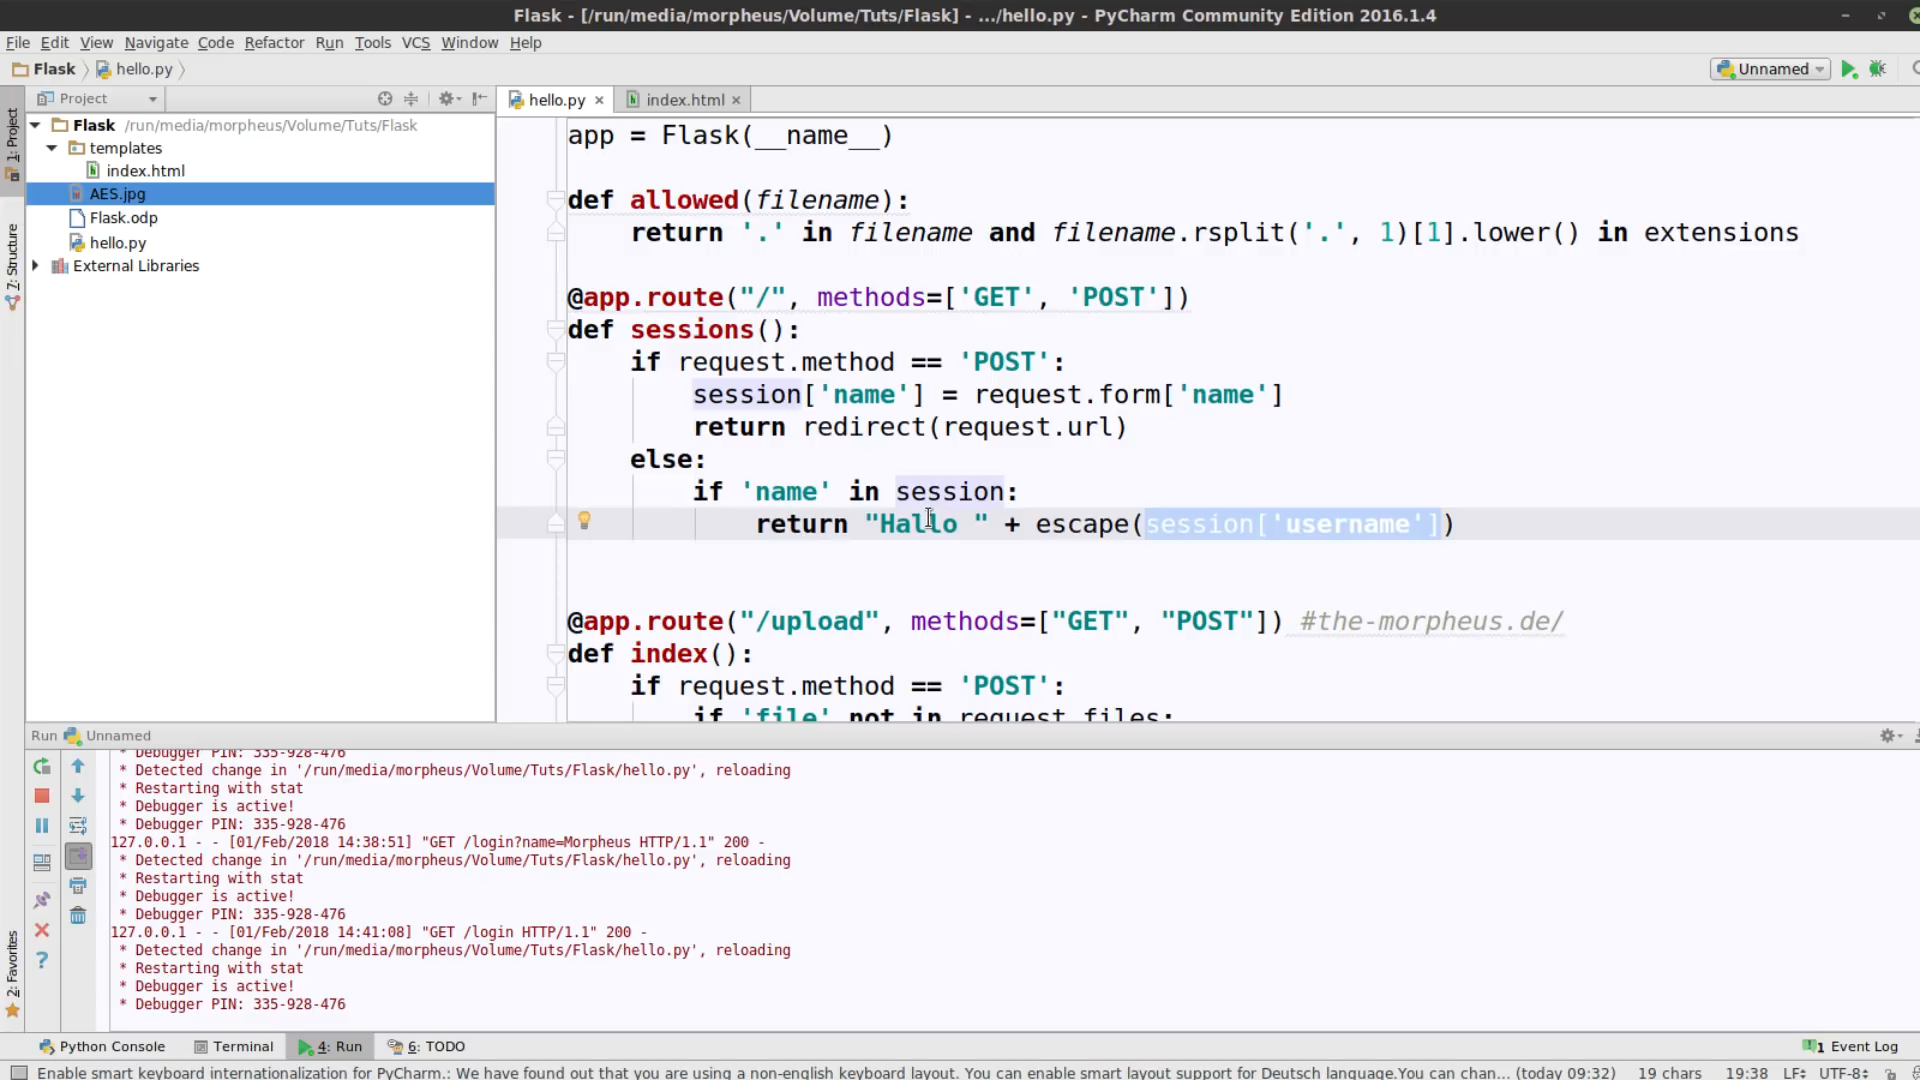 Flask - [/run/media/morpheus/Volume/Tuts/Flask] - .../hello.py - PyCharm Community Edition 2016.1.4
File Edit View Navigate Code Refactor Run Tools VCS Window Help
Flask hello.py Unnamed
Project
hello.py index.html
Flask /run/media/morpheus/Volume/Tuts/Flask
templates
index.html
AES.jpg
Flask.odp
hello.py
External Libraries
1: Project
7: Structure
2: Favorites
app = Flask(__name__)
def allowed(filename):
return '.' in filename and filename.rsplit('.', 1)[1].lower() in extensions
@app.route("/", methods=['GET', 'POST'])
def sessions():
if request.method == 'POST':
session['name'] = request.form['name']
return redirect(request.url)
else:
if 'name' in session:
return "Hallo " + escape(session['username'])
@app.route("/upload", methods=["GET", "POST"]) #the-morpheus.de/
def index():
if request.method == 'POST':
if 'file' not in request.files:
Run Unnamed
* Debugger PIN: 335-928-476
* Detected change in '/run/media/morpheus/Volume/Tuts/Flask/hello.py', reloading
* Restarting with stat
* Debugger is active!
* Debugger PIN: 335-928-476
127.0.0.1 - - [01/Feb/2018 14:38:51] "GET /login?name=Morpheus HTTP/1.1" 200 -
* Detected change in '/run/media/morpheus/Volume/Tuts/Flask/hello.py', reloading
* Restarting with stat
* Debugger is active!
* Debugger PIN: 335-928-476
127.0.0.1 - - [01/Feb/2018 14:41:08] "GET /login HTTP/1.1" 200 -
* Detected change in '/run/media/morpheus/Volume/Tuts/Flask/hello.py', reloading
* Restarting with stat
* Debugger is active!
* Debugger PIN: 335-928-476
Python Console Terminal 4: Run 6: TODO 1 Event Log
Enable smart keyboard internationalization for PyCharm.: We have found out that you are using a non-english keyboard layout. You can enable smart layout support for Deutsch language.You can chan... (today 09:32) 19 chars 19:38 LF÷ UTF-8÷